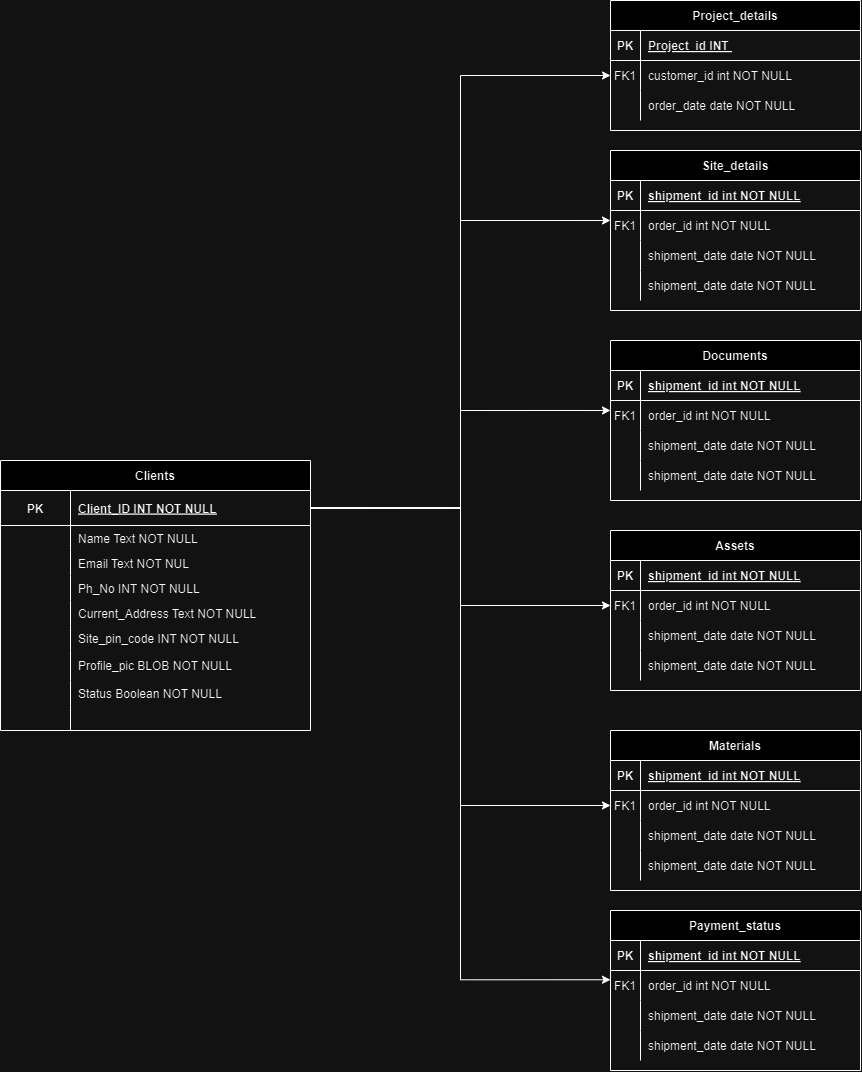 Project_details
PK Project_id INT
FK1 customer_id int NOT NULL
order_date date NOT NULL
Site_details
PK shipment_id int NOT NULL
FK1 order_id int NOT NULL
shipment_date date NOT NULL
shipment_date date NOT NULL
Documents
PK shipment_id int NOT NULL
FK1 order_id int NOT NULL
shipment_date date NOT NULL
shipment_date date NOT NULL
Clients
PK Client_ID INT NOT NULL
Name Text NOT NULL
Email Text NOT NUL
Ph_No INT NOT NULL
Current_Address Text NOT NULL
Site_pin_code INT NOT NULL
Profile_pic BLOB NOT NULL
Status Boolean NOT NULL
Assets
PK shipment_id int NOT NULL
FK1 order_id int NOT NULL
shipment_date date NOT NULL
shipment_date date NOT NULL
Materials
PK shipment_id int NOT NULL
FK1 order_id int NOT NULL
shipment_date date NOT NULL
shipment_date date NOT NULL
Payment_status
PK shipment_id int NOT NULL
FK1 order_id int NOT NULL
shipment_date date NOT NULL
shipment_date date NOT NULL